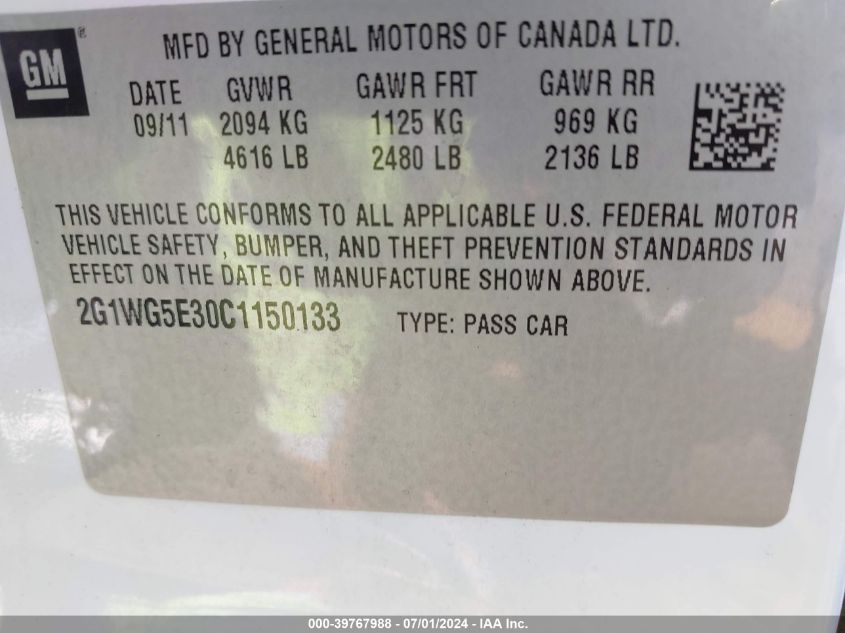 GM®
MFD BY GENERAL MOTORS OF CANADA LTD.
DATE GVWR GAWR FRT GAWR RR
09/11 2094 KG 1125 KG 969 KG
4616 LB 2480 LB 2136 LB
THIS VEHICLE CONFORMS TO ALL APPLICABLE U.S. FEDERAL MOTOR
VEHICLE SAFETY, BUMPER, AND THEFT PREVENTION STANDARDS IN
EFFECT ON THE DATE OF MANUFACTURE SHOWN ABOVE.
2G1WG5E30C1150133 TYPE: PASS CAR
000-39767988 - 07/01/2024 - IAA Inc.